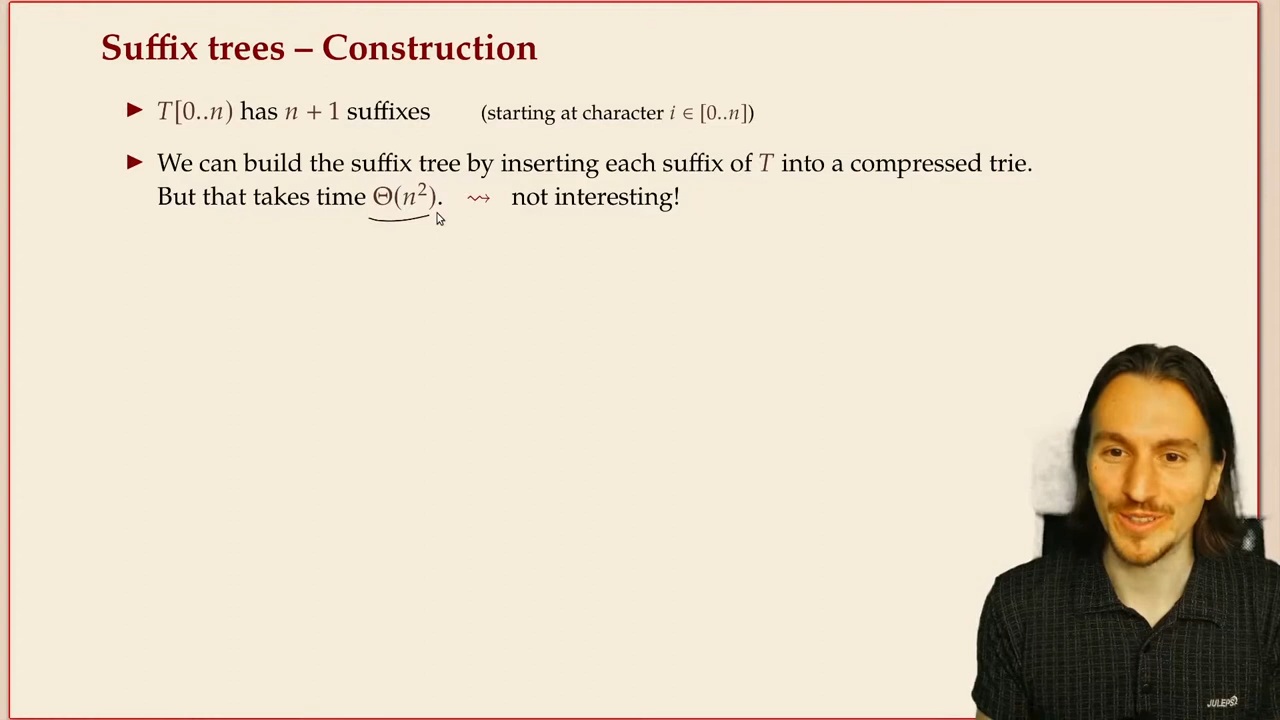 Suffix trees – Construction
▶ T[0..n) has n + 1 suffixes (starting at character i ∈ [0..n])
▶ We can build the suffix tree by inserting each suffix of T into a compressed trie.
But that takes time Θ(n²). ⇝ not interesting!
JULEPS